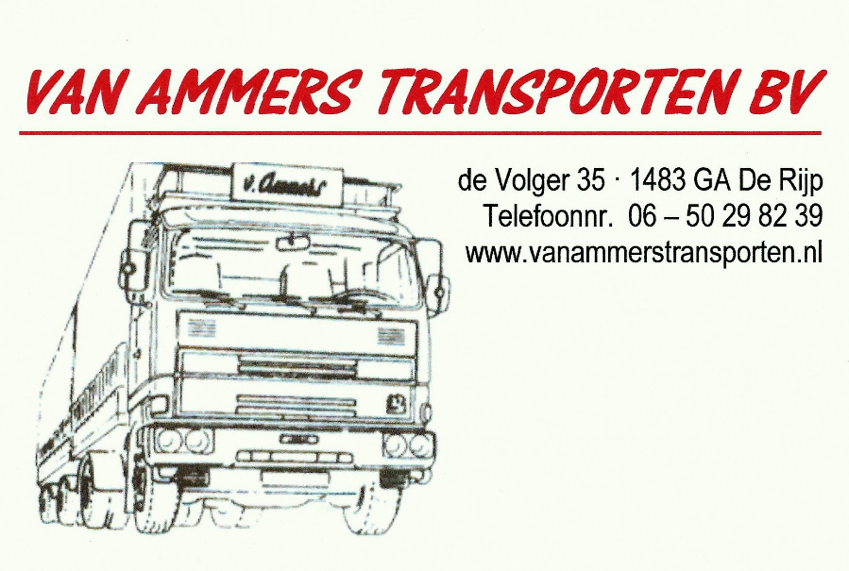 VAN AMMERS TRANSPORTEN BV
v. Ammers
de Volger 35 · 1483 GA De Rijp
Telefoonnr. 06 – 50 29 82 39
www.vanammerstransporten.nl